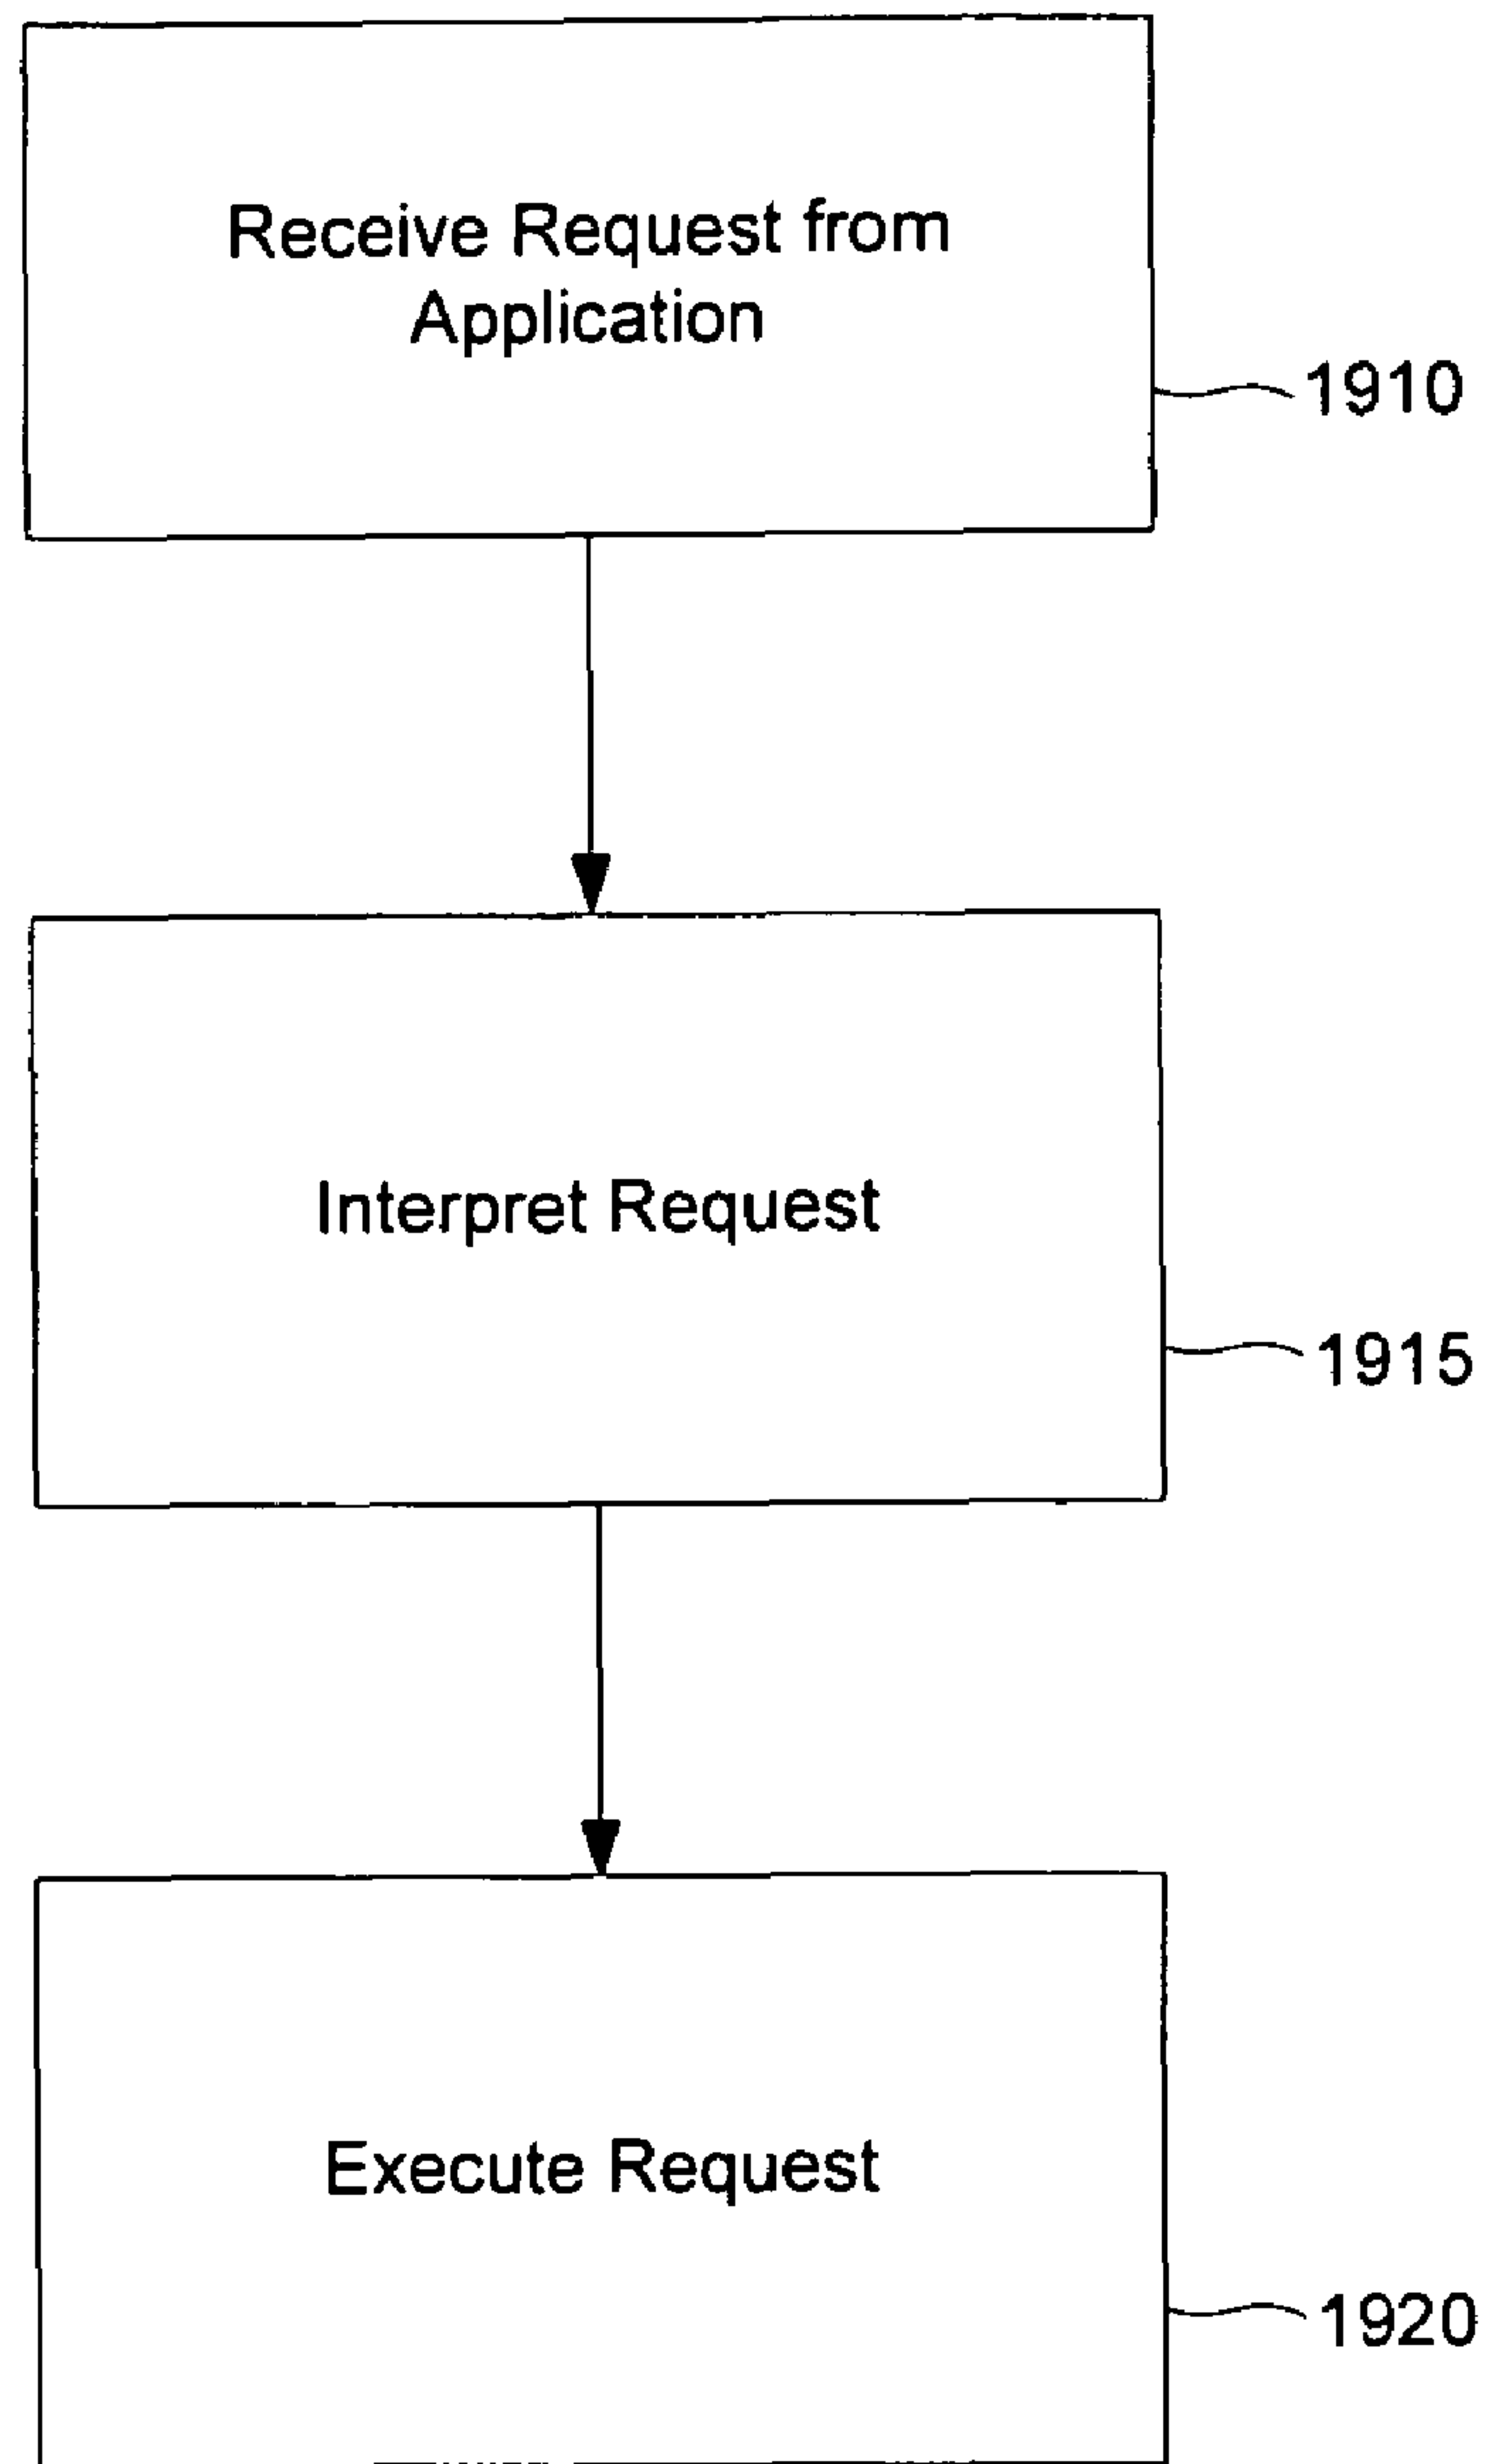 Receive Request from
Application
1910
Interpret Request
1915
Execute Request
1920